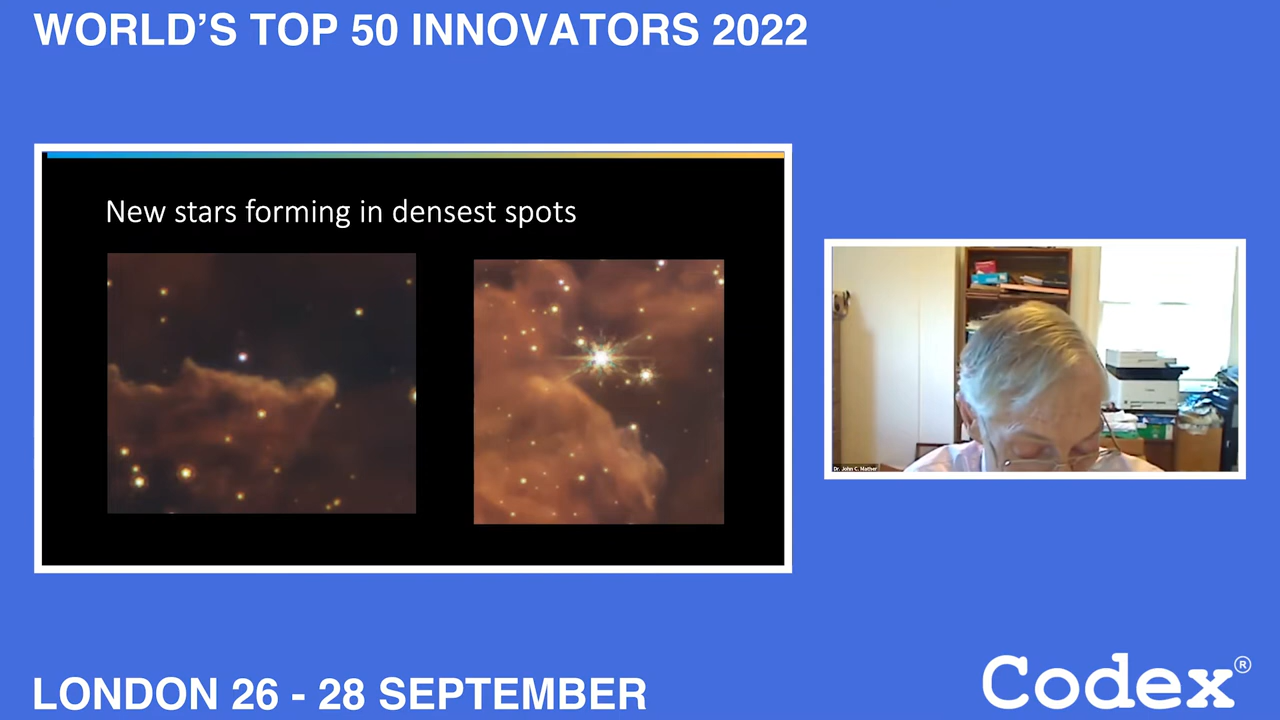 WORLD’S TOP 50 INNOVATORS 2022
New stars forming in densest spots
Dr. John C. Mather
LONDON 26 - 28 SEPTEMBER
Codex®